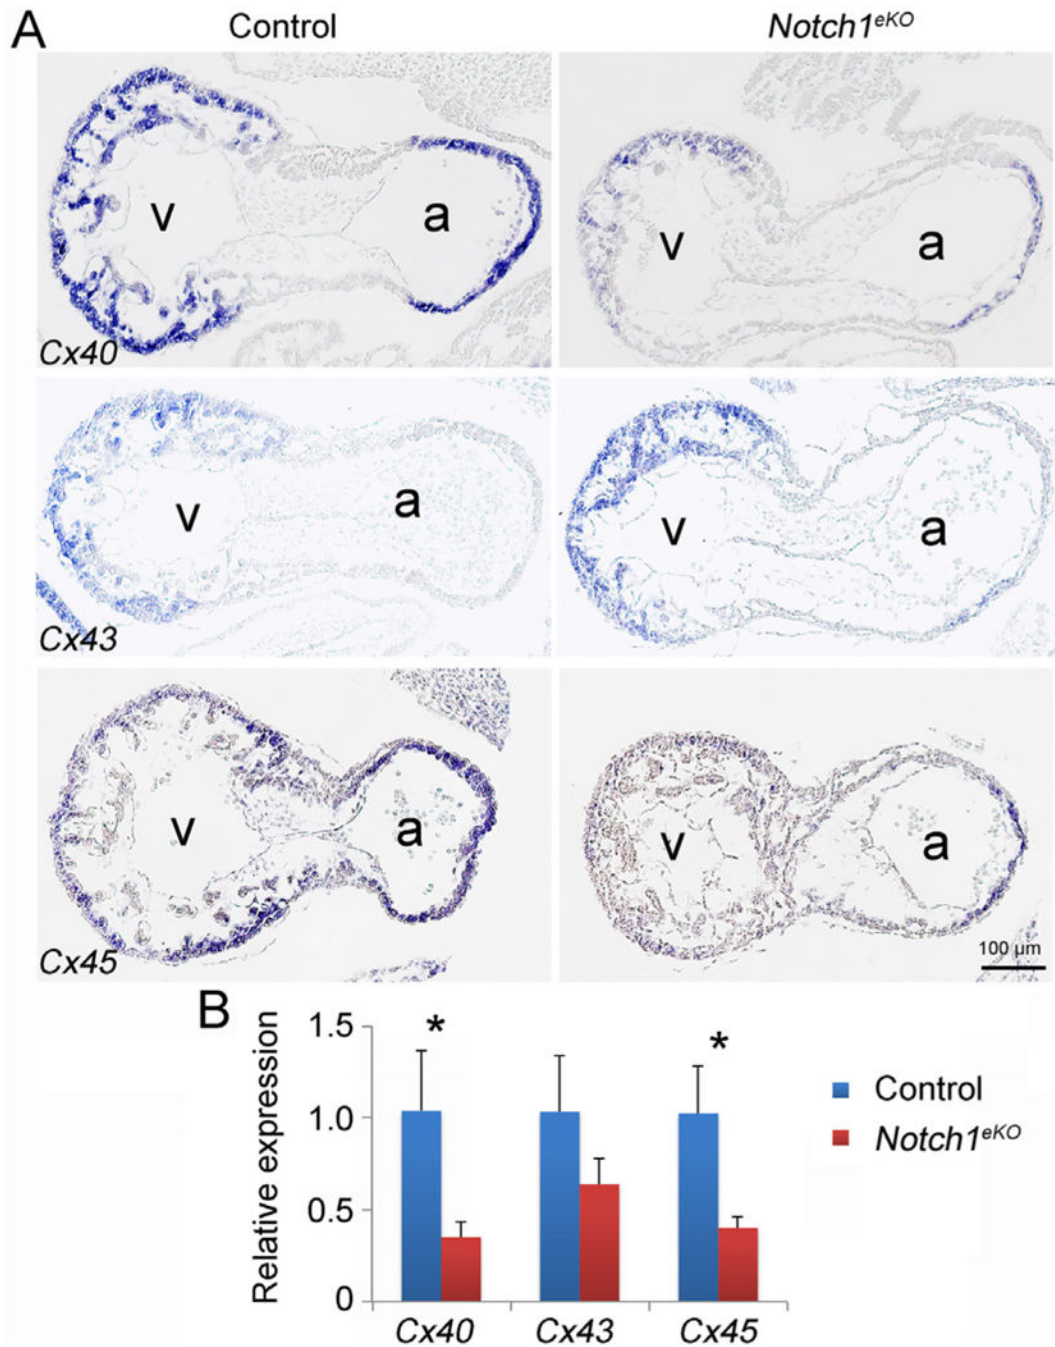 A
Control
Notch1eKO
v
a
v
a
Cx40
v
a
v
a
Cx43
v
a
v
a
Cx45
100 µm
B
Relative expression
1.5
1.0
0.5
0
*
*
Control
Notch1eKO
Cx40
Cx43
Cx45